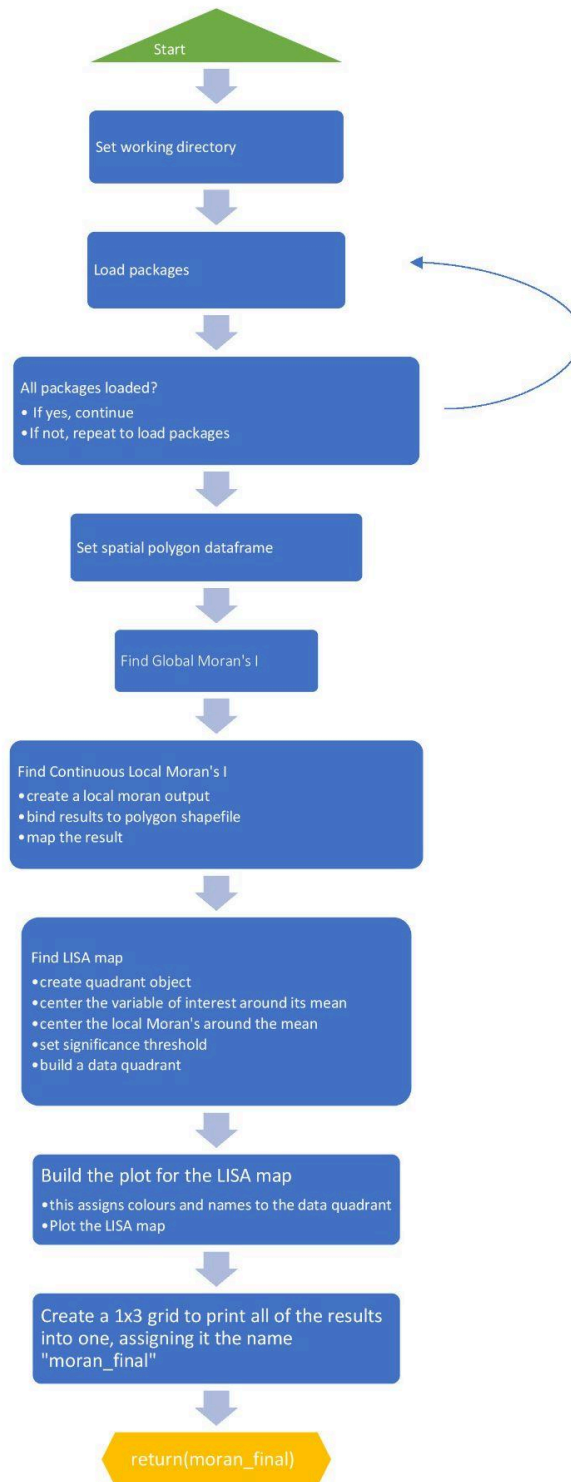 Start
Set working directory
Load packages
All packages loaded?
• If yes, continue
•If not, repeat to load packages
Set spatial polygon dataframe
Find Global Moran's I
Find Continuous Local Moran's I
•create a local moran output
•bind results to polygon shapefile
•map the result
Find LISA map
•create quadrant object
•center the variable of interest around its mean
•center the local Moran's around the mean
•set significance threshold
•build a data quadrant
Build the plot for the LISA map
•this assigns colours and names to the data quadrant
•Plot the LISA map
Create a 1x3 grid to print all of the results
into one, assigning it the name
"moran_final"
return(moran_final)